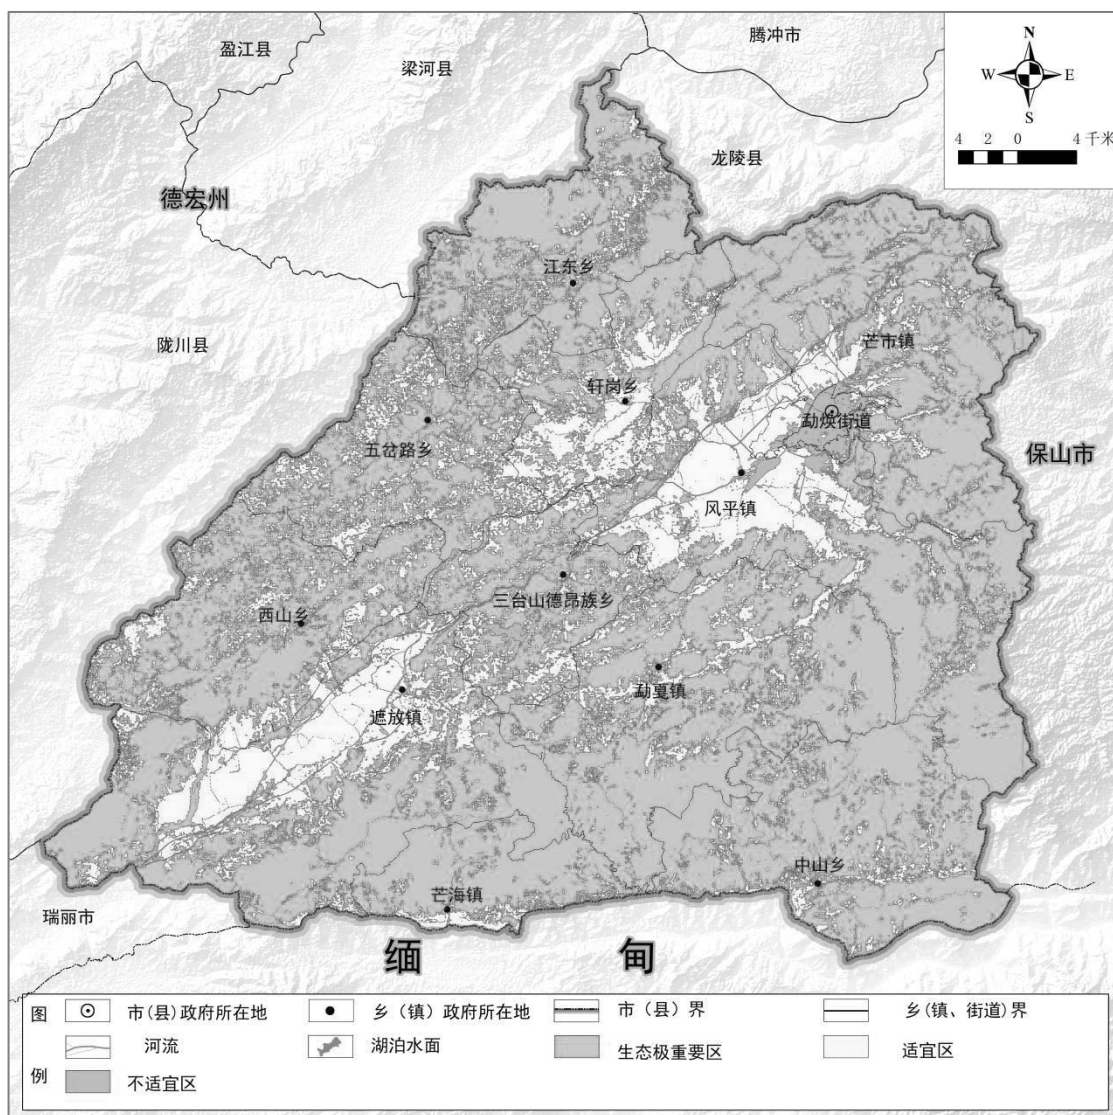 盈江县
梁河县
腾冲市
N
W
E
S
4 2 0 4 千米
龙陵县
德宏州
江东乡
陇川县
芒市镇
轩岗乡
勐焕街道
五岔路乡
保山市
风平镇
三台山德昂族乡
西山乡
勐戛镇
遮放镇
中山乡
芒海镇
瑞丽市
缅 甸
图 例
市(县)政府所在地
乡（镇）政府所在地
市（县）界
乡(镇、街道)界
河流
湖泊水面
生态极重要区
适宜区
不适宜区